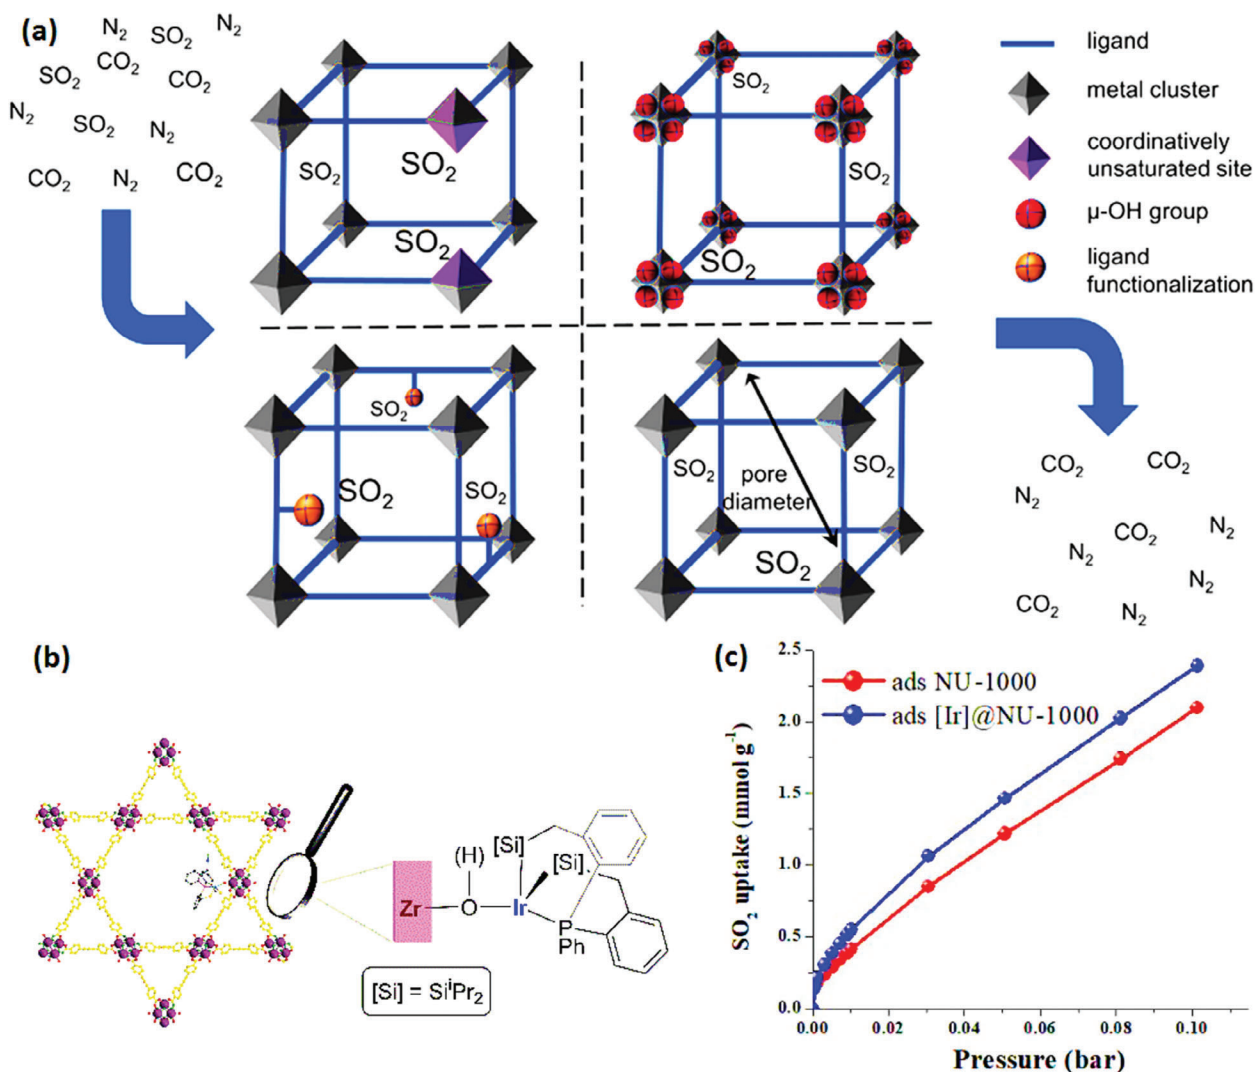 (a)
N₂
SO₂
N₂
SO₂
CO₂
CO₂
N₂
SO₂
N₂
CO₂
N₂
CO₂
SO₂
SO₂
SO₂
SO₂
SO₂
SO₂
ligand
metal cluster
coordinatively
unsaturated site
μ-OH group
ligand
functionalization
SO₂
SO₂
SO₂
SO₂
SO₂
pore
diameter
SO₂
CO₂
CO₂
N₂
CO₂
N₂
N₂
N₂
CO₂
N₂
(b)
Zr
(H)
O
Ir
[Si]
[Si]
P
Ph
[Si] = SiⁱPr₂
(c)
ads NU-1000
ads [Ir]@NU-1000
SO₂ uptake (mmol g⁻¹)
2.5
2.0
1.5
1.0
0.5
0.0
0.00
0.02
0.04
0.06
0.08
0.10
Pressure (bar)